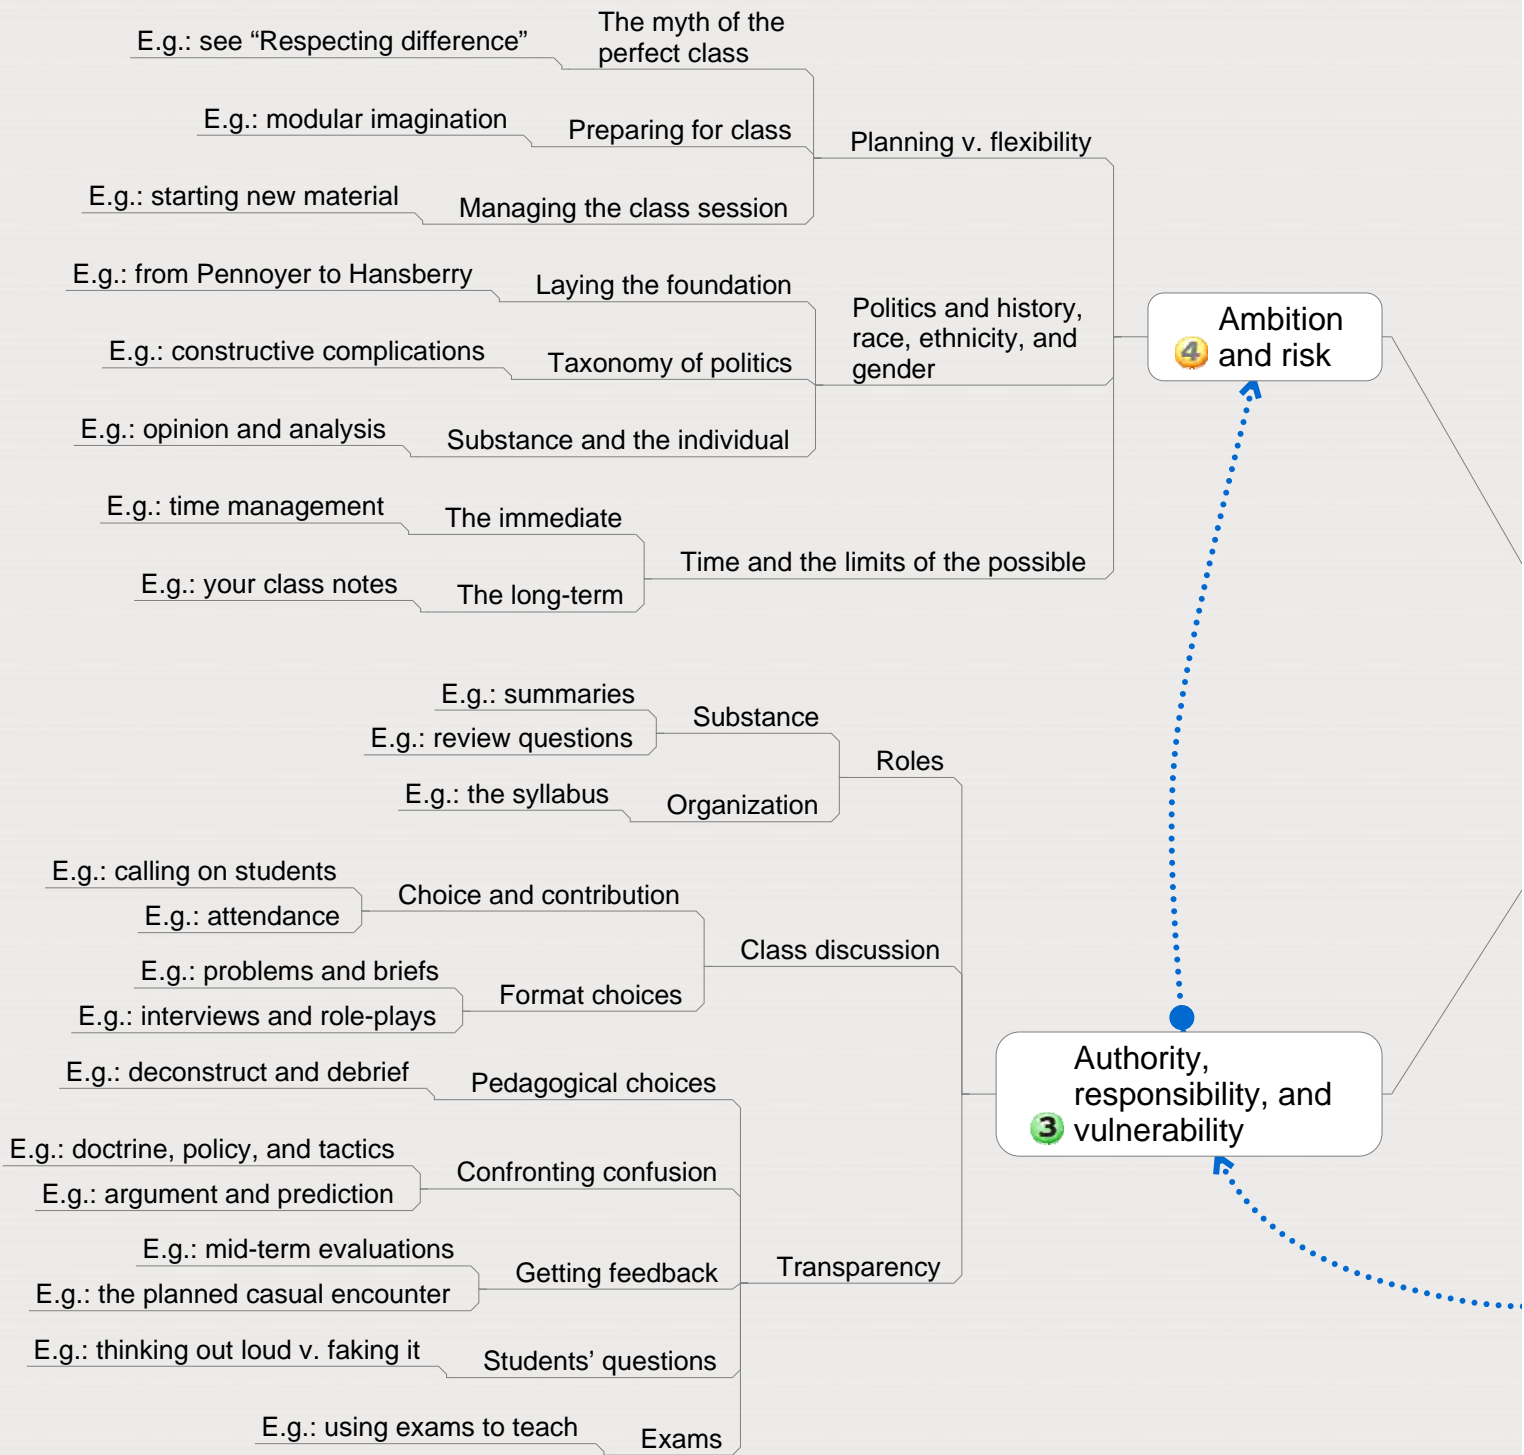 The myth of the
perfect class
E.g.: see “Respecting difference”
Preparing for class
E.g.: modular imagination
Managing the class session
E.g.: starting new material
Planning v. flexibility
Laying the foundation
E.g.: from Pennoyer to Hansberry
Taxonomy of politics
E.g.: constructive complications
Substance and the individual
E.g.: opinion and analysis
Politics and history,
race, ethnicity, and
gender
The immediate
E.g.: time management
The long-term
E.g.: your class notes
Time and the limits of the possible
4
Ambition
and risk
E.g.: summaries
E.g.: review questions
Substance
E.g.: the syllabus
Organization
Roles
E.g.: calling on students
E.g.: attendance
Choice and contribution
E.g.: problems and briefs
E.g.: interviews and role-plays
Format choices
Class discussion
E.g.: deconstruct and debrief
Pedagogical choices
E.g.: doctrine, policy, and tactics
E.g.: argument and prediction
Confronting confusion
E.g.: mid-term evaluations
E.g.: the planned casual encounter
Getting feedback
E.g.: thinking out loud v. faking it
Students’ questions
E.g.: using exams to teach
Exams
Transparency
3
Authority,
responsibility, and
vulnerability